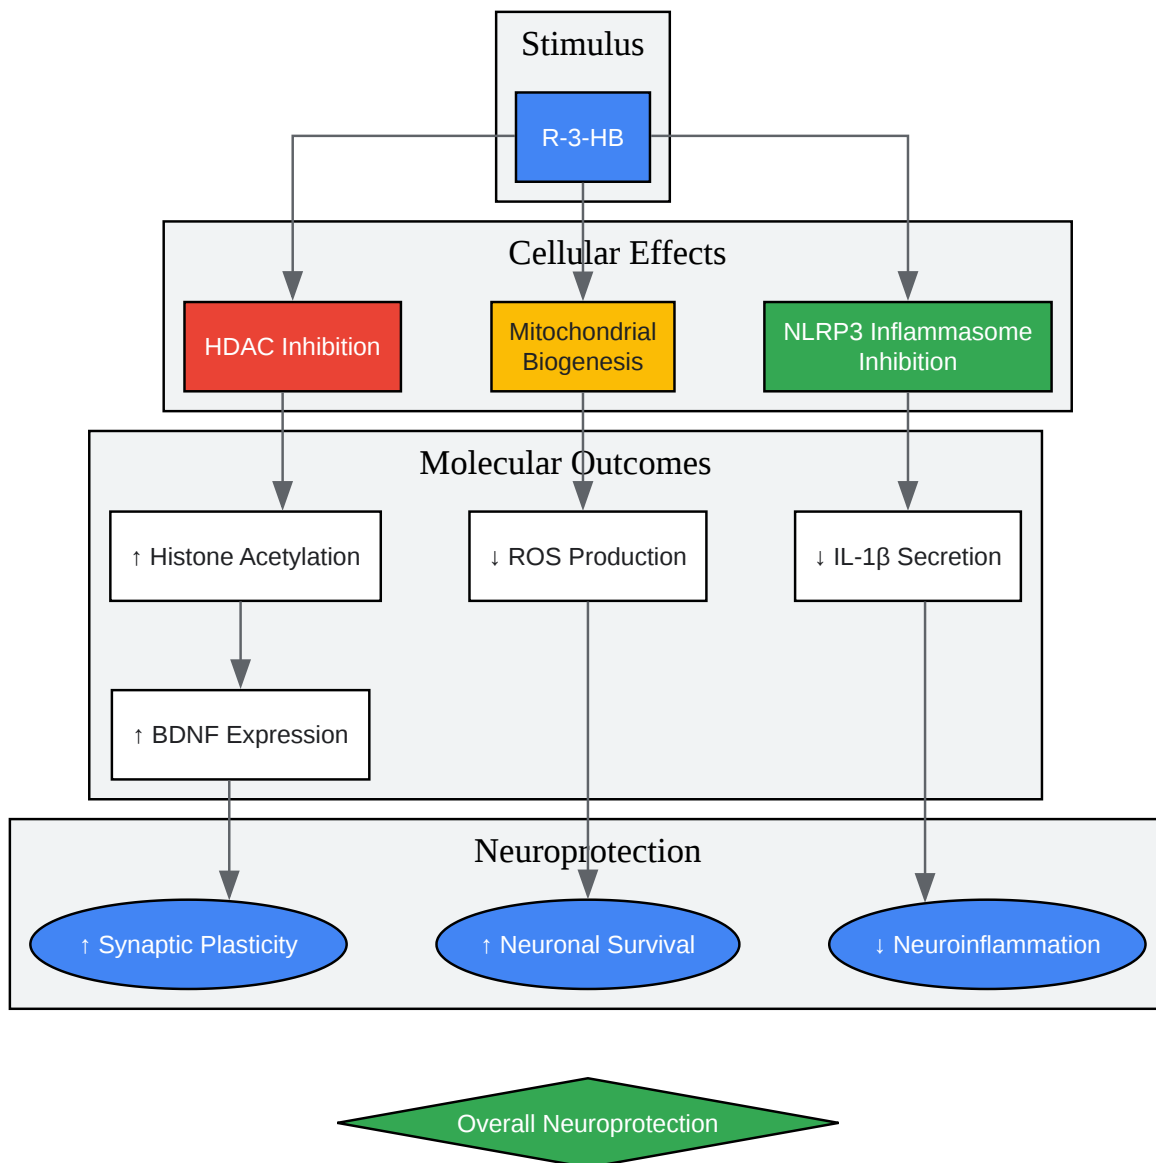 Stimulus
R-3-HB
Cellular Effects
HDAC Inhibition
Mitochondrial
Biogenesis
NLRP3 Inflammasome
Inhibition
Molecular Outcomes
↑ Histone Acetylation
↓ ROS Production
↓ IL-1β Secretion
↑ BDNF Expression
Neuroprotection
↑ Synaptic Plasticity
↑ Neuronal Survival
↓ Neuroinflammation
Overall Neuroprotection